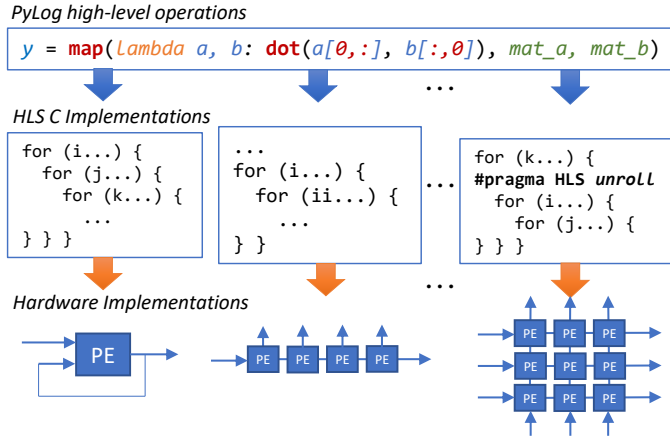 PyLog high-level operations
y = map(lambda a, b: dot(a[0,:], b[:,0]), mat_a, mat_b)
...
HLS C Implementations
for (i...) {
for (j...) {
for (k...) {
...
} } }
...
for (i...) {
for (ii...) {
...
} }
...
for (k...) {
#pragma HLS unroll
for (i...) {
for (j...) {
} } }
...
Hardware Implementations
PE
PE PE PE PE
PE PE PE
PE PE PE
PE PE PE